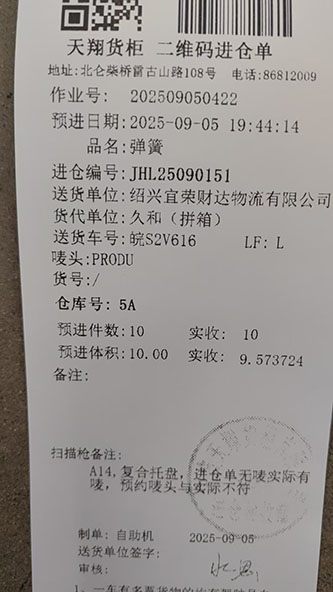 天翔货柜 二维码进仓单
地址:北仑柴桥雷古山路108号 电话:86812009
作业号: 202509050422
预进日期:2025-09-05 19:44:14
品名:弹簧
进仓编号:JHL25090151
送货单位:绍兴宜荣财达物流有限公司
货代单位:久和（拼箱）
送货车号:皖S2V616 LF: L
唛头:PRODU
货号:/
仓库号: 5A
预进件数:10 实收: 10
预进体积:10.00 实收: 9.573724
备注:
扫描枪备注:
A14,复合托盘，进仓单无唛实际有
唛，预约唛头与实际不符
制单: 自助机 2025-09-05
送货单位签字:
审核: